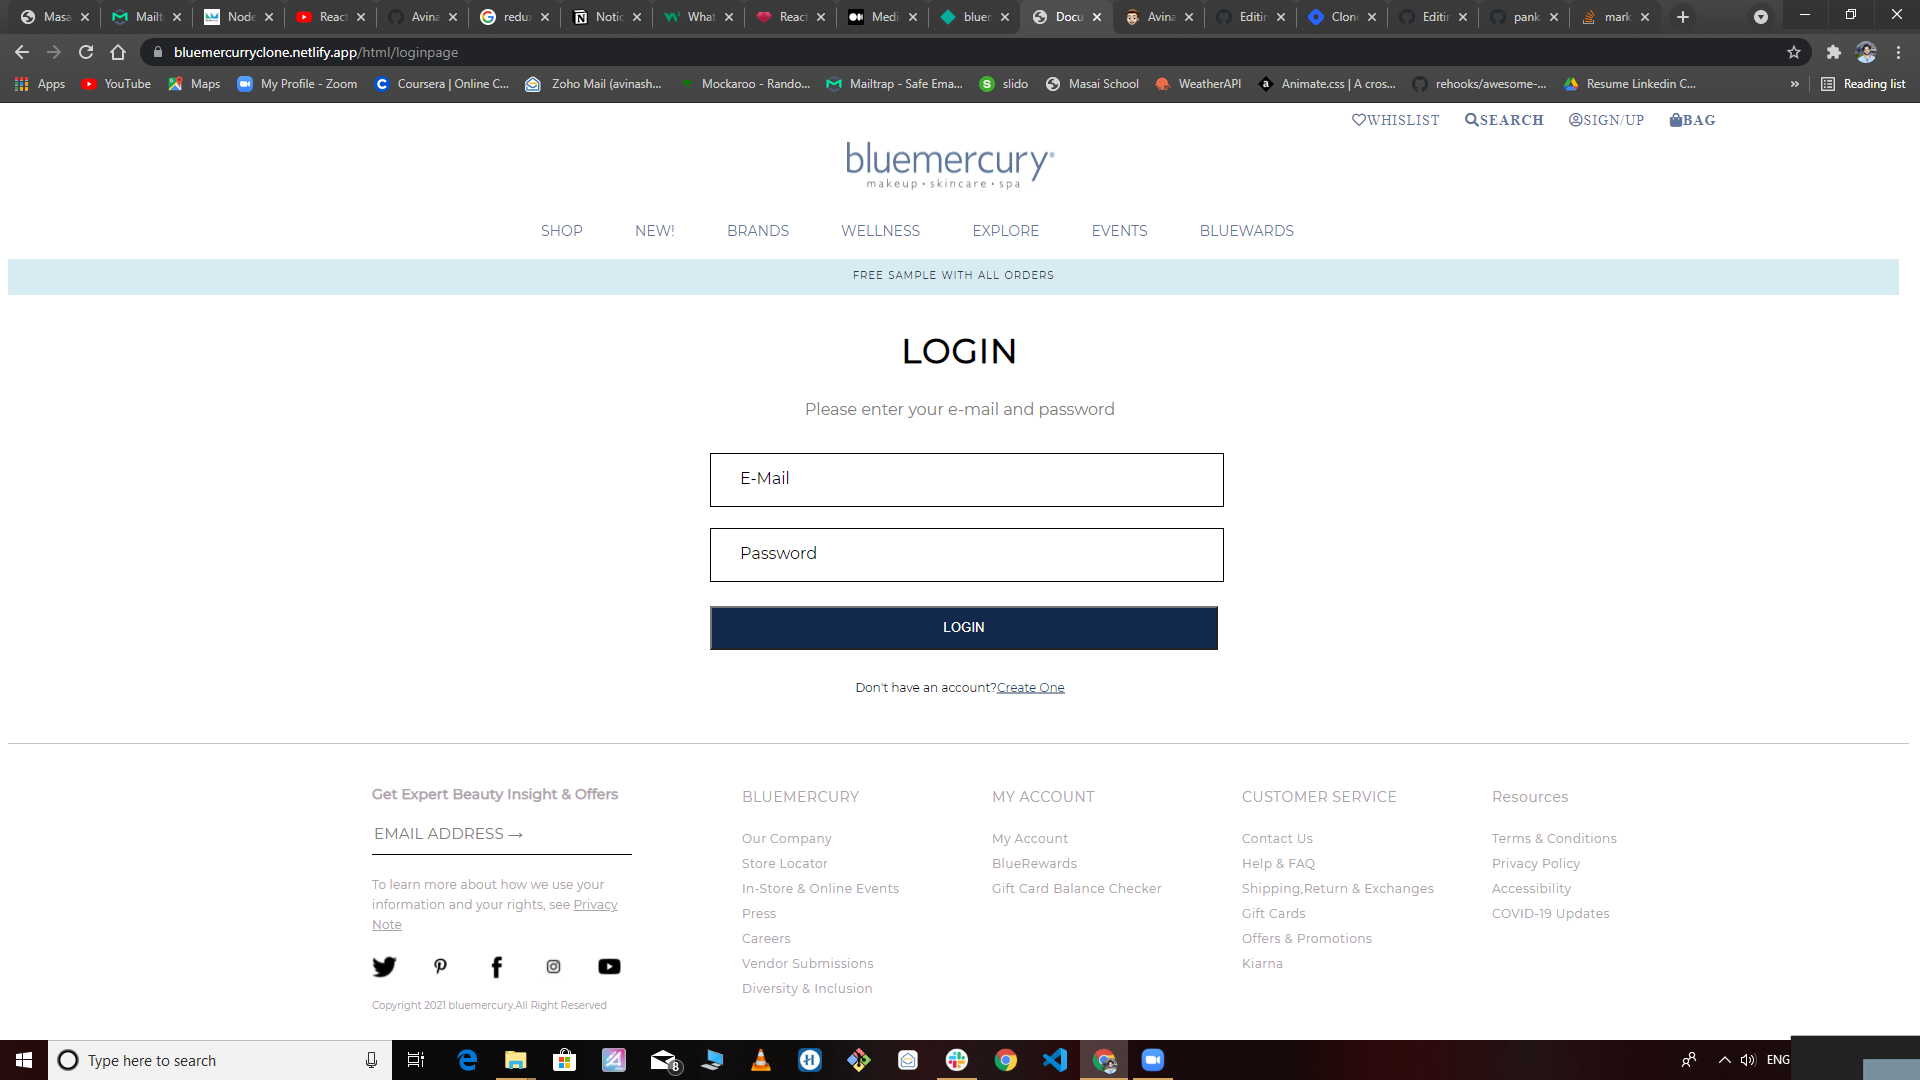 Masa
Mailt
Node
React
Avina
redux
Notic
What
React
Medi
bluer
Docu
Avina
Editin
Clone
Editin
pank
mark
bluemercurryclone.netlify.app/html/loginpage
Apps
YouTube
Maps
My Profile - Zoom
Coursera | Online C...
Zoho Mail (avinash...
Mockaroo - Rando...
Mailtrap - Safe Ema...
slido
Masai School
WeatherAPI
Animate.css | A cros...
rehooks/awesome-...
Resume Linkedin C...
»
Reading list
WHISLIST
SEARCH
SIGN/UP
BAG
bluemercury®
makeup • skincare • spa
SHOP
NEW!
BRANDS
WELLNESS
EXPLORE
EVENTS
BLUEWARDS
FREE SAMPLE WITH ALL ORDERS
LOGIN
Please enter your e-mail and password
E-Mail
Password
LOGIN
Don't have an account?Create One
Get Expert Beauty Insight & Offers
EMAIL ADDRESS →
To learn more about how we use your
information and your rights, see Privacy
Note
Copyright 2021 bluemercury.All Right Reserved
BLUEMERCURY
Our Company
Store Locator
In-Store & Online Events
Press
Careers
Vendor Submissions
Diversity & Inclusion
MY ACCOUNT
My Account
BlueRewards
Gift Card Balance Checker
CUSTOMER SERVICE
Contact Us
Help & FAQ
Shipping,Return & Exchanges
Gift Cards
Offers & Promotions
Kiarna
Resources
Terms & Conditions
Privacy Policy
Accessibility
COVID-19 Updates
Type here to search
8
ENG